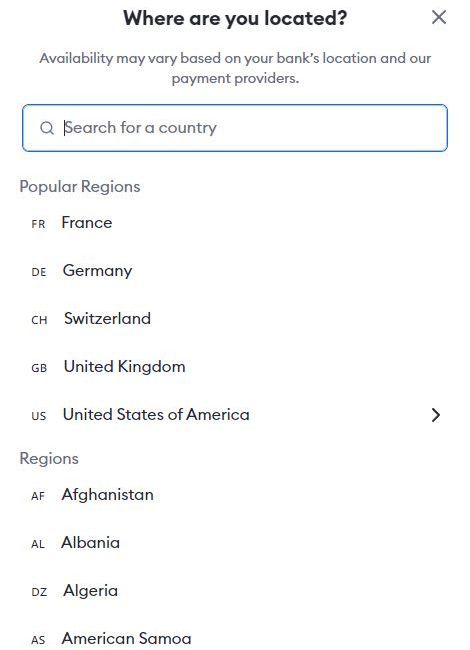 Where are you located?
Availability may vary based on your bank’s location and our
payment providers.
Search for a country
Popular Regions
FR France
DE Germany
CH Switzerland
GB United Kingdom
US United States of America
Regions
AF Afghanistan
AL Albania
DZ Algeria
AS American Samoa